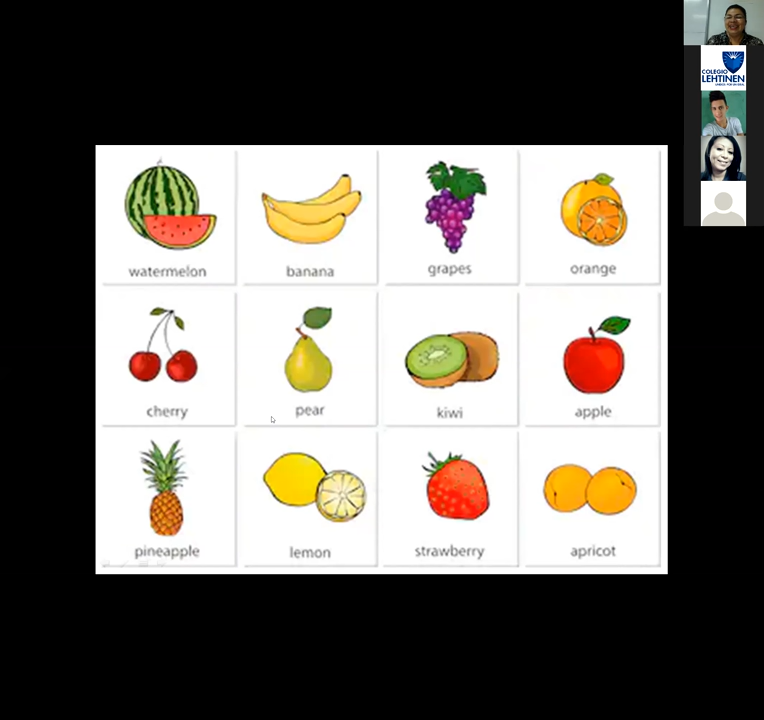 COLEGIO
LEHTINEN
watermelon
banana
grapes
orange
cherry
pear
kiwi
apple
pineapple
lemon
strawberry
apricot